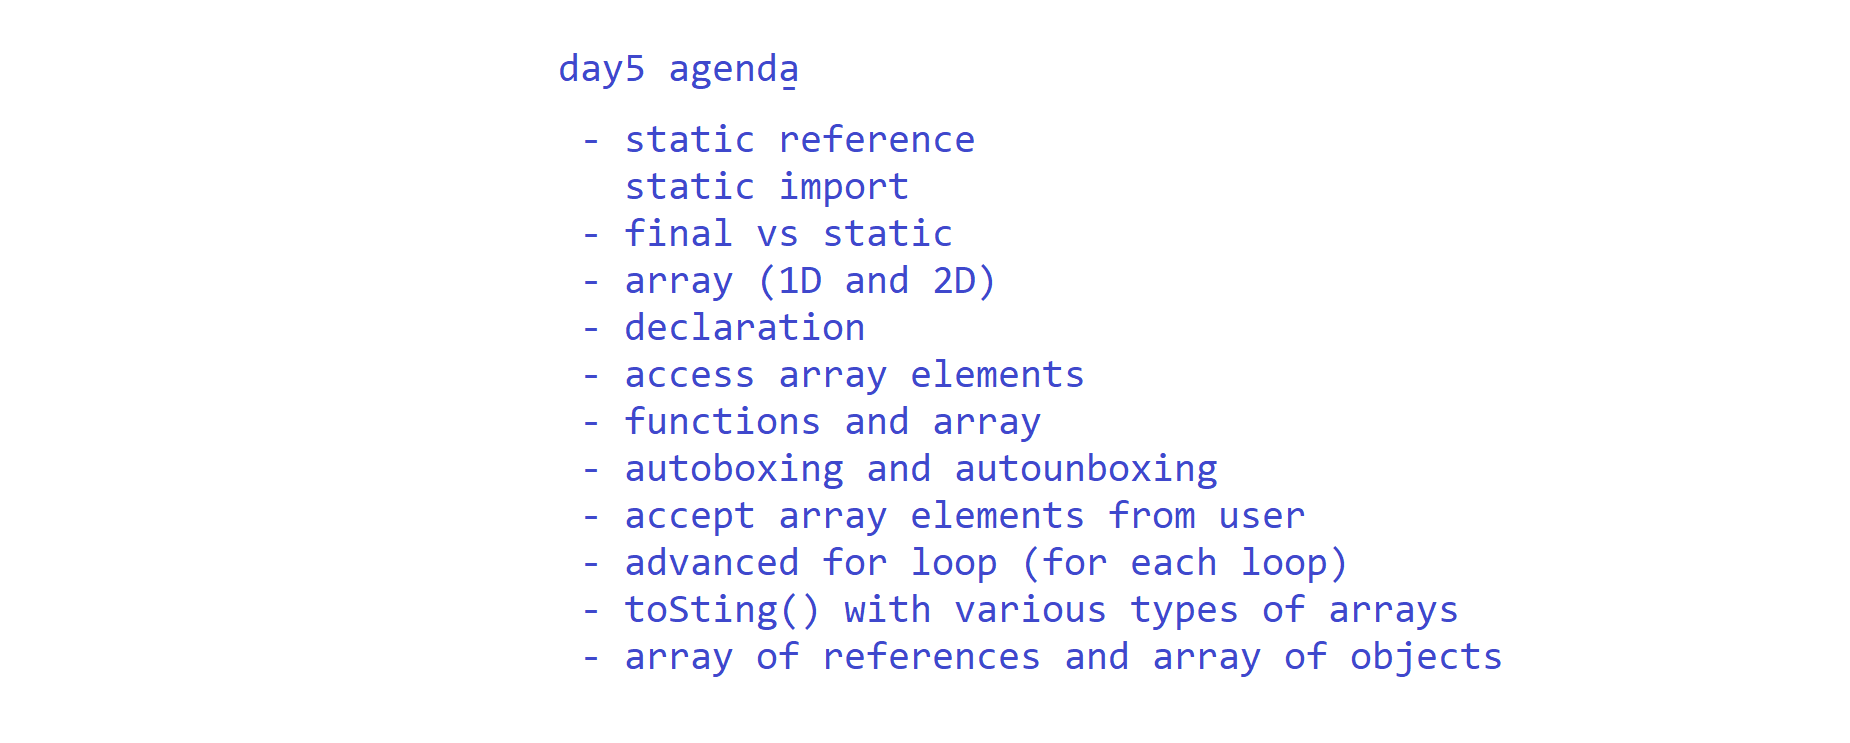 day5 agenda
- static reference
static import
- final vs static
- array (1D and 2D)
- declaration
- access array elements
- functions and array
- autoboxing and autounboxing
- accept array elements from user
- advanced for loop (for each loop)
- toSting() with various types of arrays
- array of references and array of objects